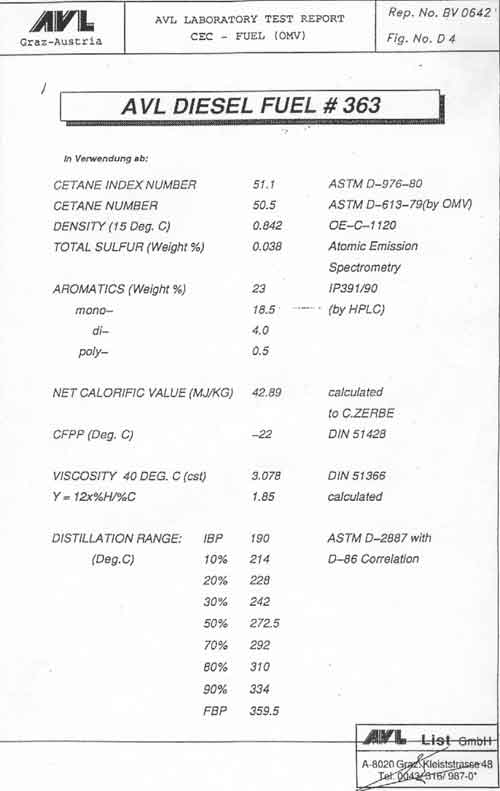 AVL
Graz-Austria
AVL LABORATORY TEST REPORT
CEC - FUEL (OMV)
Rep. No. BV 0642
Fig. No. D 4
AVL DIESEL FUEL # 363
In Verwendung ab:
CETANE INDEX NUMBER 51.1 ASTM D-976-80
CETANE NUMBER 50.5 ASTM D-613-79(by OMV)
DENSITY (15 Deg. C) 0.842 OE-C-1120
TOTAL SULFUR (Weight %) 0.038 Atomic Emission
Spectrometry
AROMATICS (Weight %) 23 IP391/90
mono- 18.5 (by HPLC)
di- 4.0
poly- 0.5
NET CALORIFIC VALUE (MJ/KG) 42.89 calculated
to C.ZERBE
CFPP (Deg. C) -22 DIN 51428
VISCOSITY 40 DEG. C (cst) 3.078 DIN 51366
Y = 12x%H/%C 1.85 calculated
DISTILLATION RANGE: IBP 190 ASTM D-2887 with
(Deg.C) 10% 214 D-86 Correlation
20% 228
30% 242
50% 272.5
70% 292
80% 310
90% 334
FBP 359.5
AVL List GmbH
A-8020 Graz, Kleiststrasse 48
Tel. 0043/316/ 987-0*